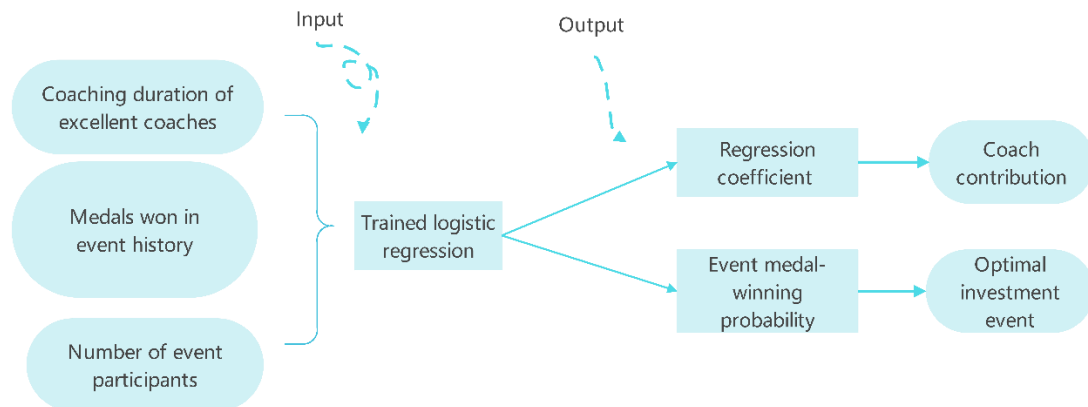 Input
Output
Coaching duration of
excellent coaches
Medals won in
event history
Number of event
participants
Trained logistic
regression
Regression
coefficient
Coach
contribution
Event medal-
winning
probability
Optimal
investment
event